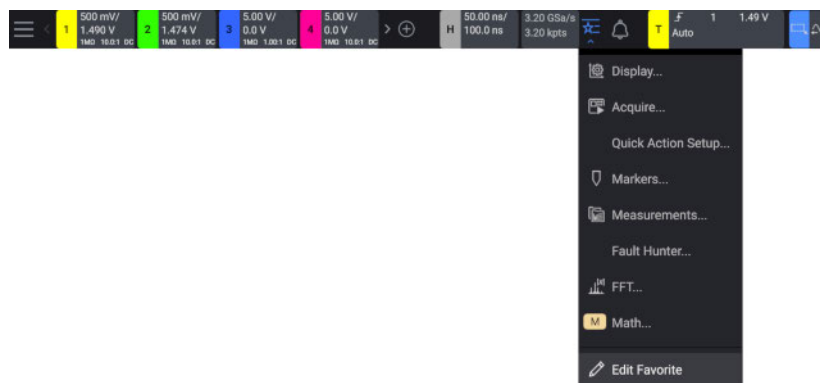 1 500 mV/ 1.490 V 1MΩ 10.0:1 DC
2 500 mV/ 1.474 V 1MΩ 10.0:1 DC
3 5.00 V/ 0.0 V 1MΩ 1.00:1 DC
4 5.00 V/ 0.0 V 1MΩ 10.0:1 DC
H 50.00 ns/ 100.0 ns
3.20 GSa/s 3.20 kpts
T 1 1.49 V Auto
Display...
Acquire...
Quick Action Setup...
Markers...
Measurements...
Fault Hunter...
FFT...
M Math...
Edit Favorite